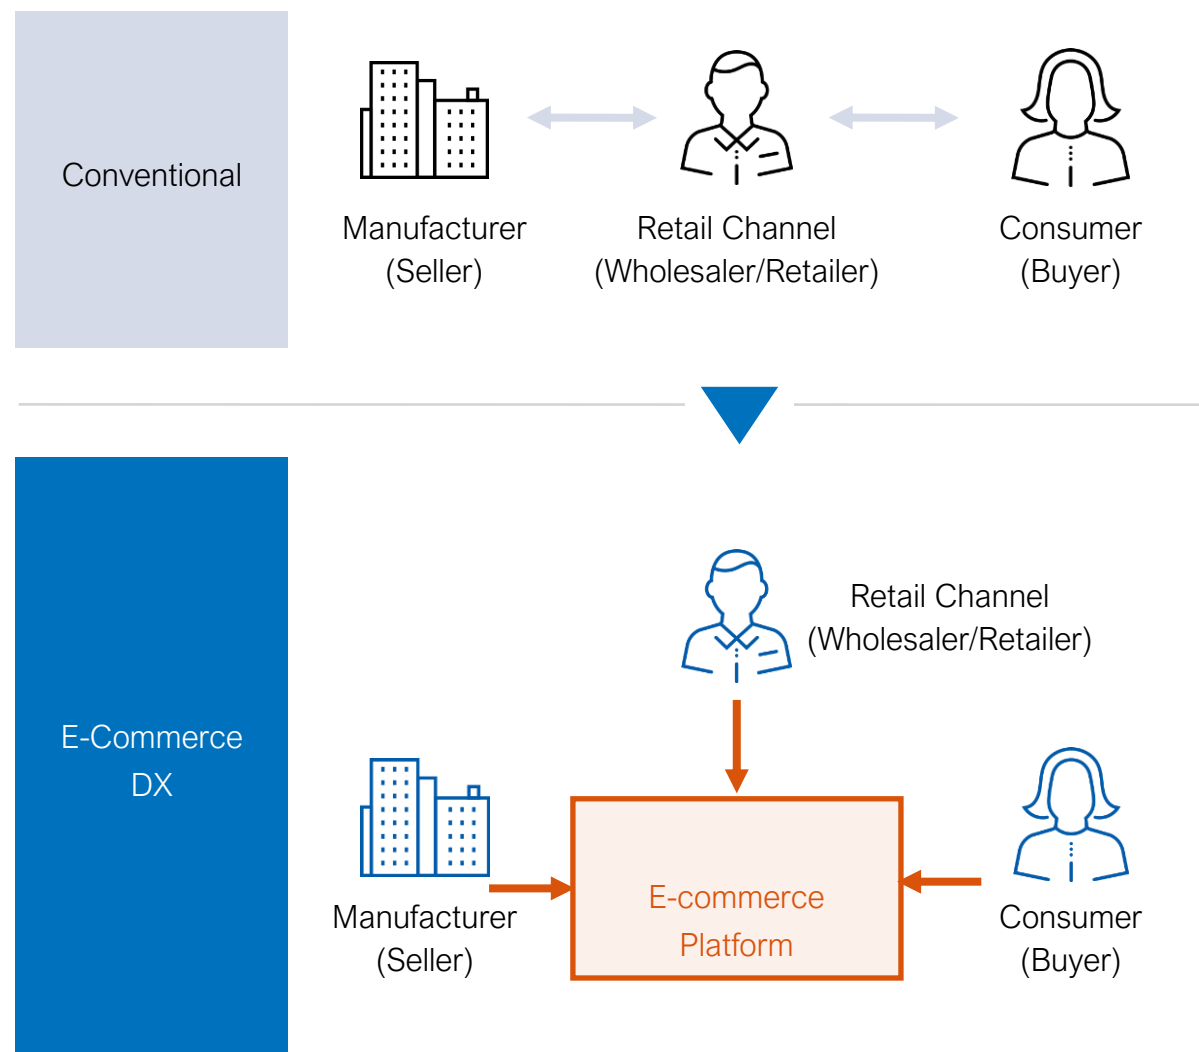 Conventional
Manufacturer
(Seller)
Retail Channel
(Wholesaler/Retailer)
Consumer
(Buyer)
E-Commerce
DX
Retail Channel
(Wholesaler/Retailer)
Manufacturer
(Seller)
E-commerce
Platform
Consumer
(Buyer)